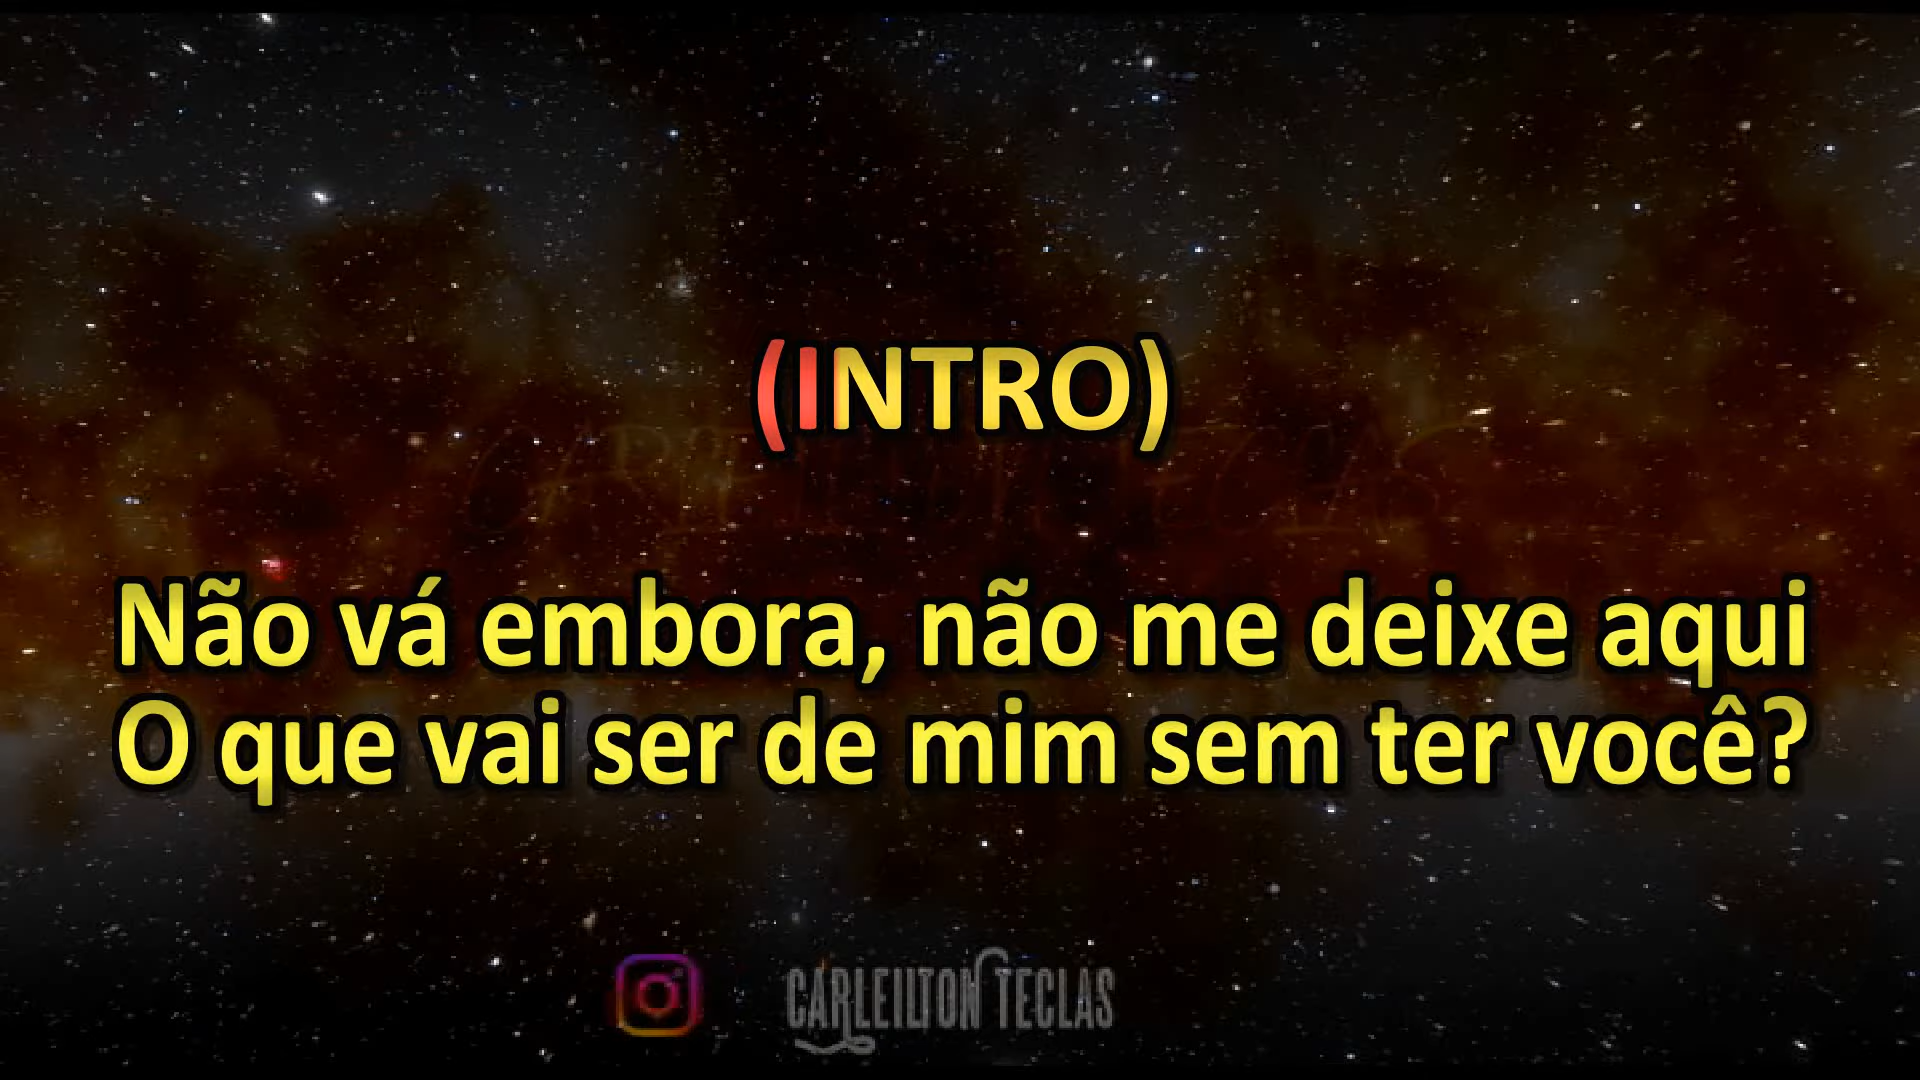 (INTRO)
Não vá embora, não me deixe aqui
O que vai ser de mim sem ter você?
CARLEILTON TECLAS